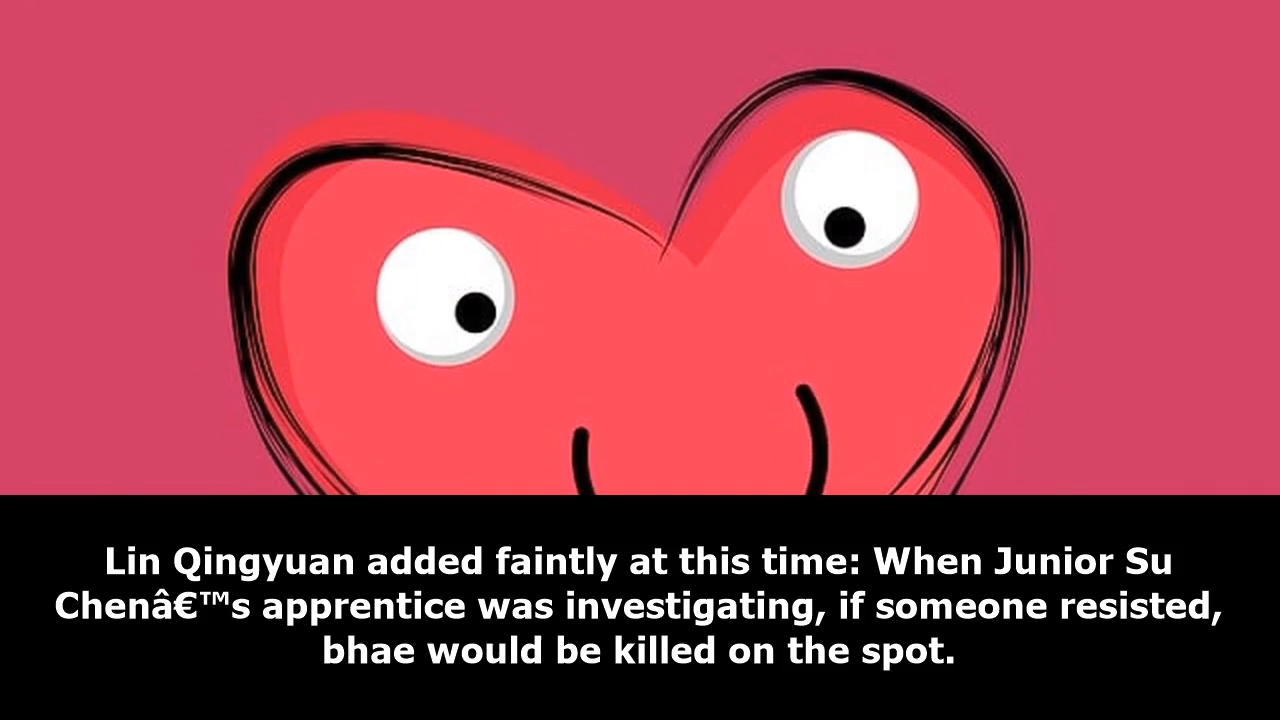 Lin Qingyuan added faintly at this time: When Junior Su
Chenâ€™s apprentice was investigating, if someone resisted,
bhae would be killed on the spot.